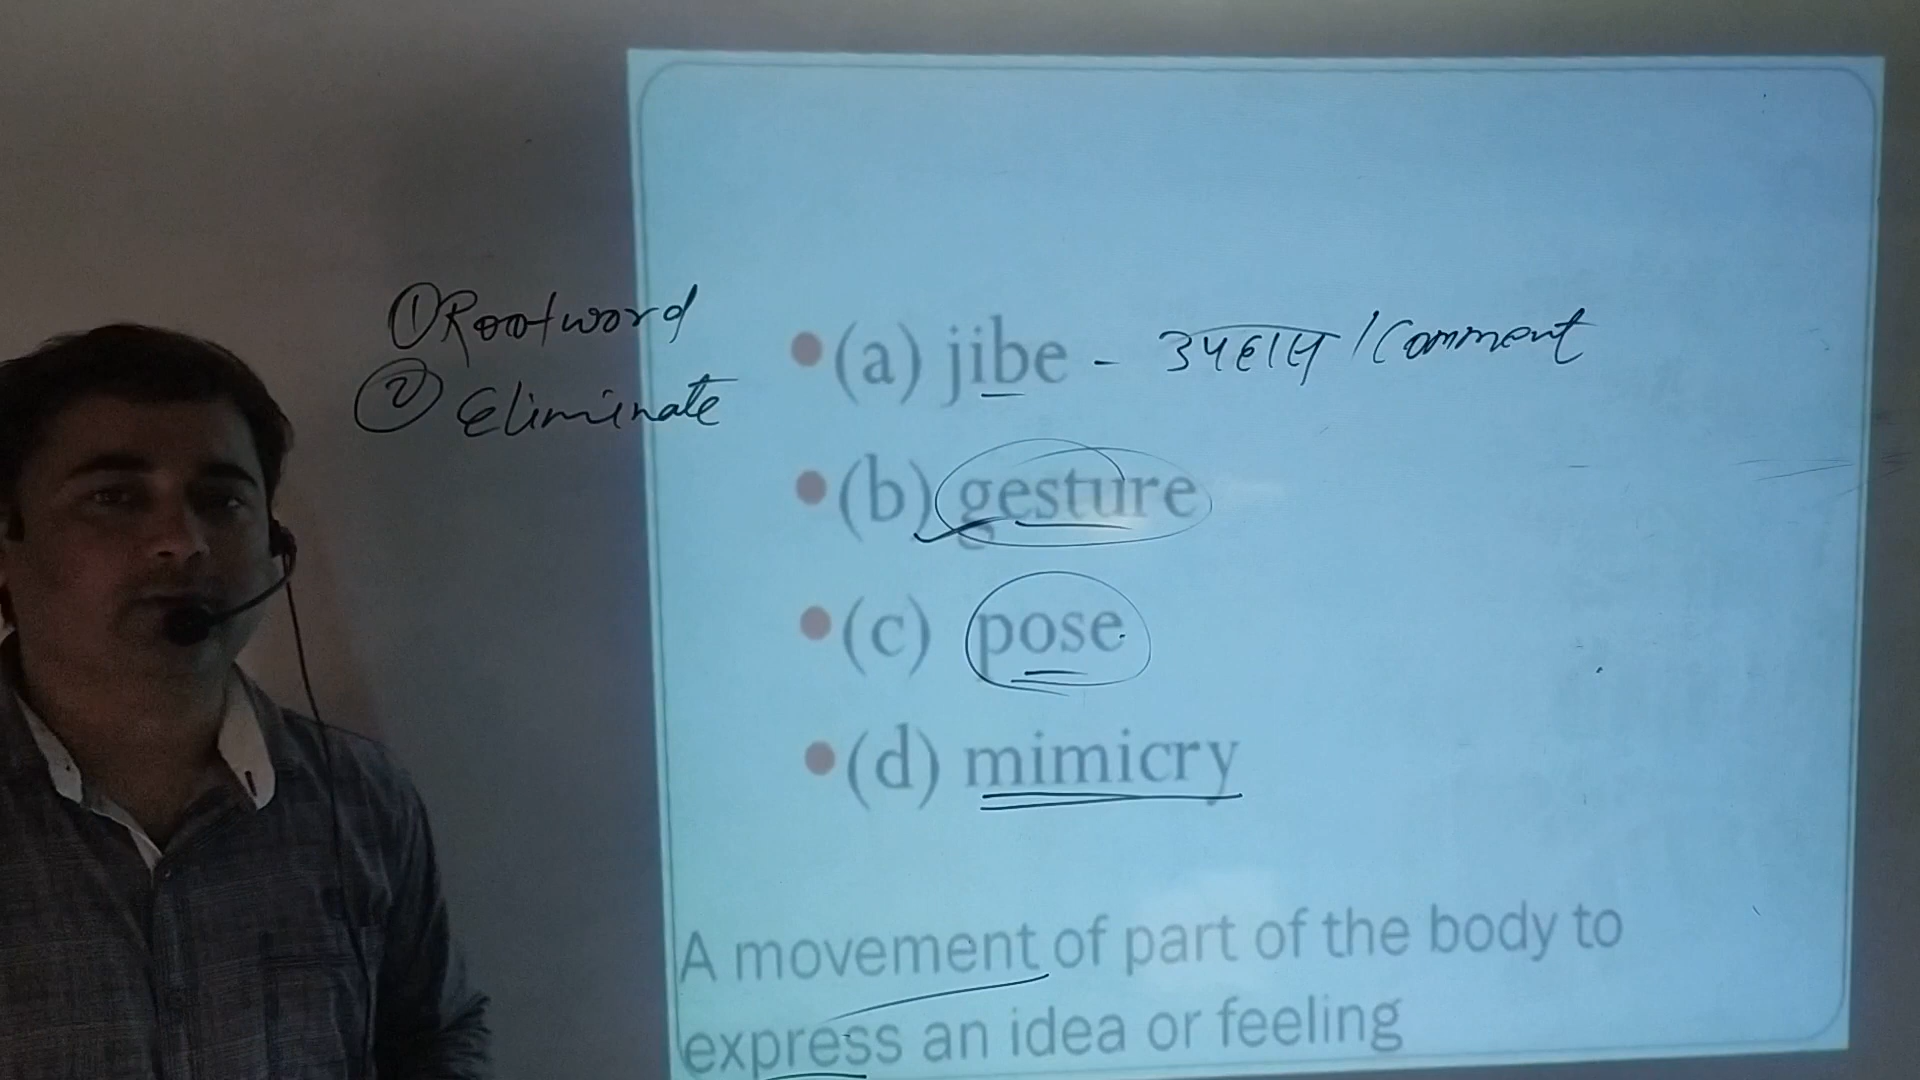 ① Rootword
② Eliminate
•(a) jibe - उपहास / Comment
•(b) gesture
•(c) pose
•(d) mimicry
A movement of part of the body to
express an idea or feeling